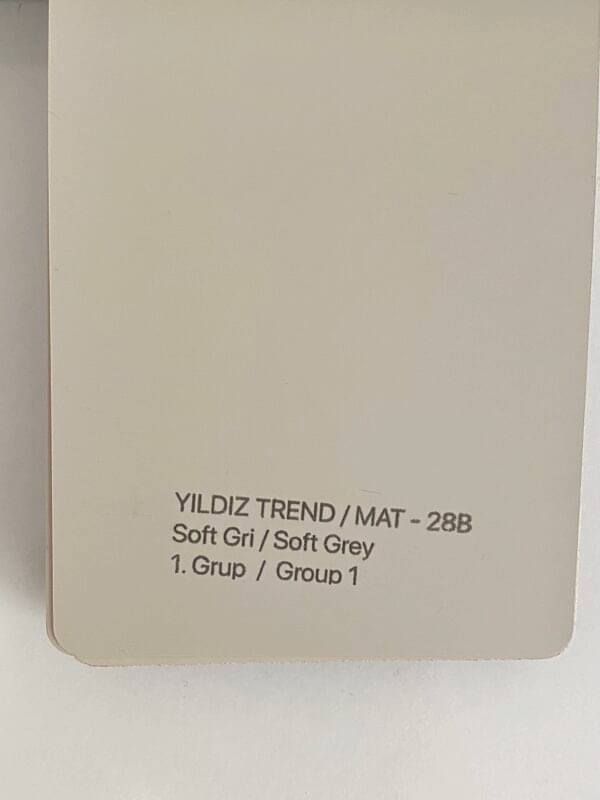 YILDIZ TREND / MAT - 28B
Soft Gri / Soft Grey
1. Grup / Group 1